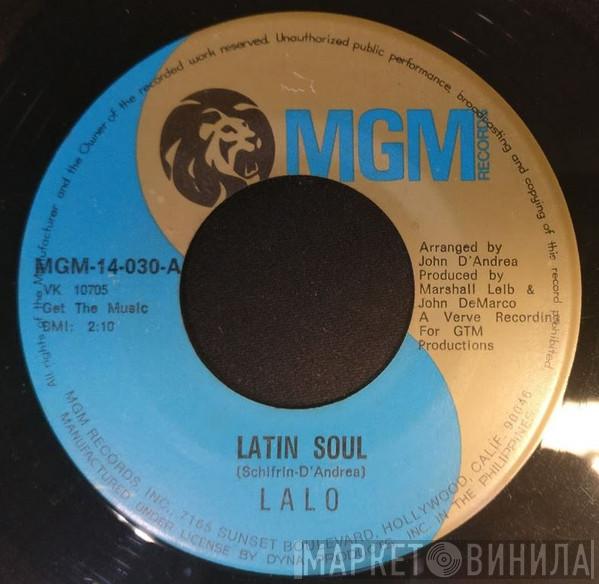 All rights of the Manufacturer and the Owner of the recorded work reserved. Unauthorized public performance, broadcasting and copying of this record prohibited.
MGM
RECORDS
MGM-14-030-A
VK 10705
Get The Music
BMI: 2:10
Arranged by
John D'Andrea
Produced by
Marshall Leib &
John DeMarco
A Verve Recording
For GTM
Productions
LATIN SOUL
(Schifrin-D'Andrea)
LALO
MGM RECORDS, INC., 7165 SUNSET BOULEVARD, HOLLYWOOD, CALIF. 90046
MANUFACTURED UNDER LICENSE BY DYNA PRODUCTS, INC. IN THE PHILIPPINES.
МАРКЕТ ВИНИЛА